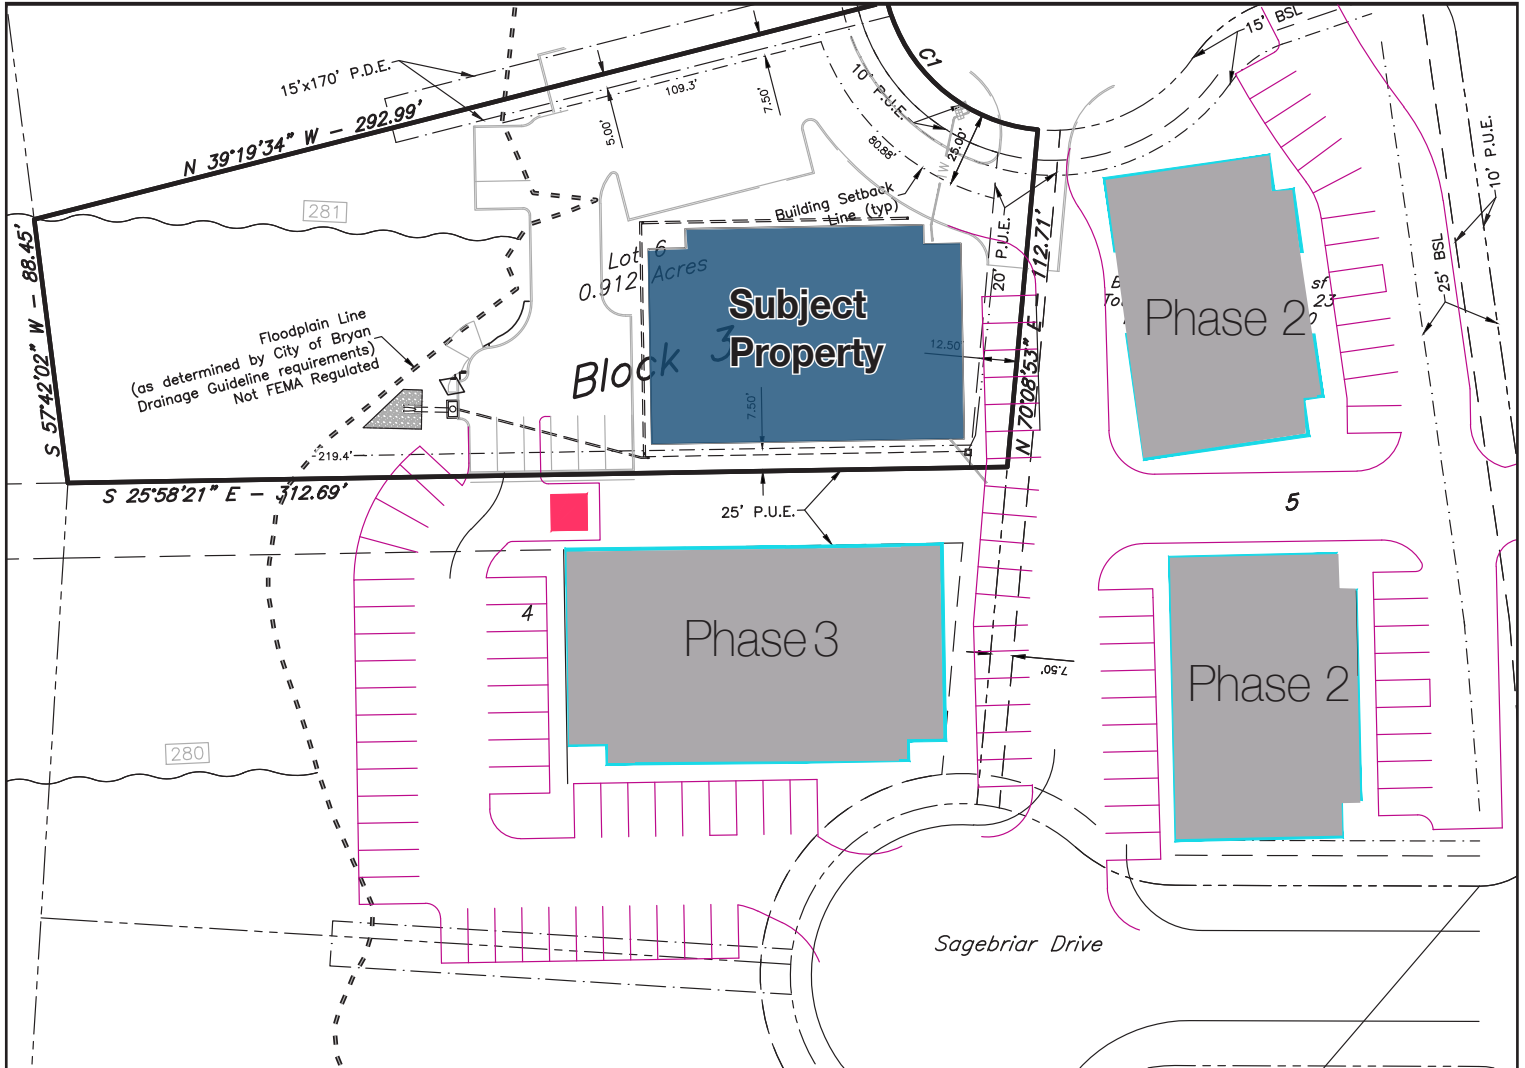 15' BSL
C1
15'x170' P.D.E.
109.3'
7.50'
5.00'
10' P.U.E.
80.88'
25.00'
W
N 39°19'34" W - 292.99'
281
Building Setback
Line (typ)
20' P.U.E.
112.71'
N 70°08'53" E
10' P.U.E.
25' BSL
S 57°42'02" W - 88.45'
Lot 6
0.912 Acres
Block 3
Subject
Property
12.50'
7.50'
Floodplain Line
(as determined by City of Bryan
Drainage Guideline requirements)
Not FEMA Regulated
B
sf
To
23
Phase 2
219.4'
S 25°58'21" E - 312.69'
25' P.U.E.
5
4
Phase 3
7.50'
Phase 2
280
Sagebriar Drive